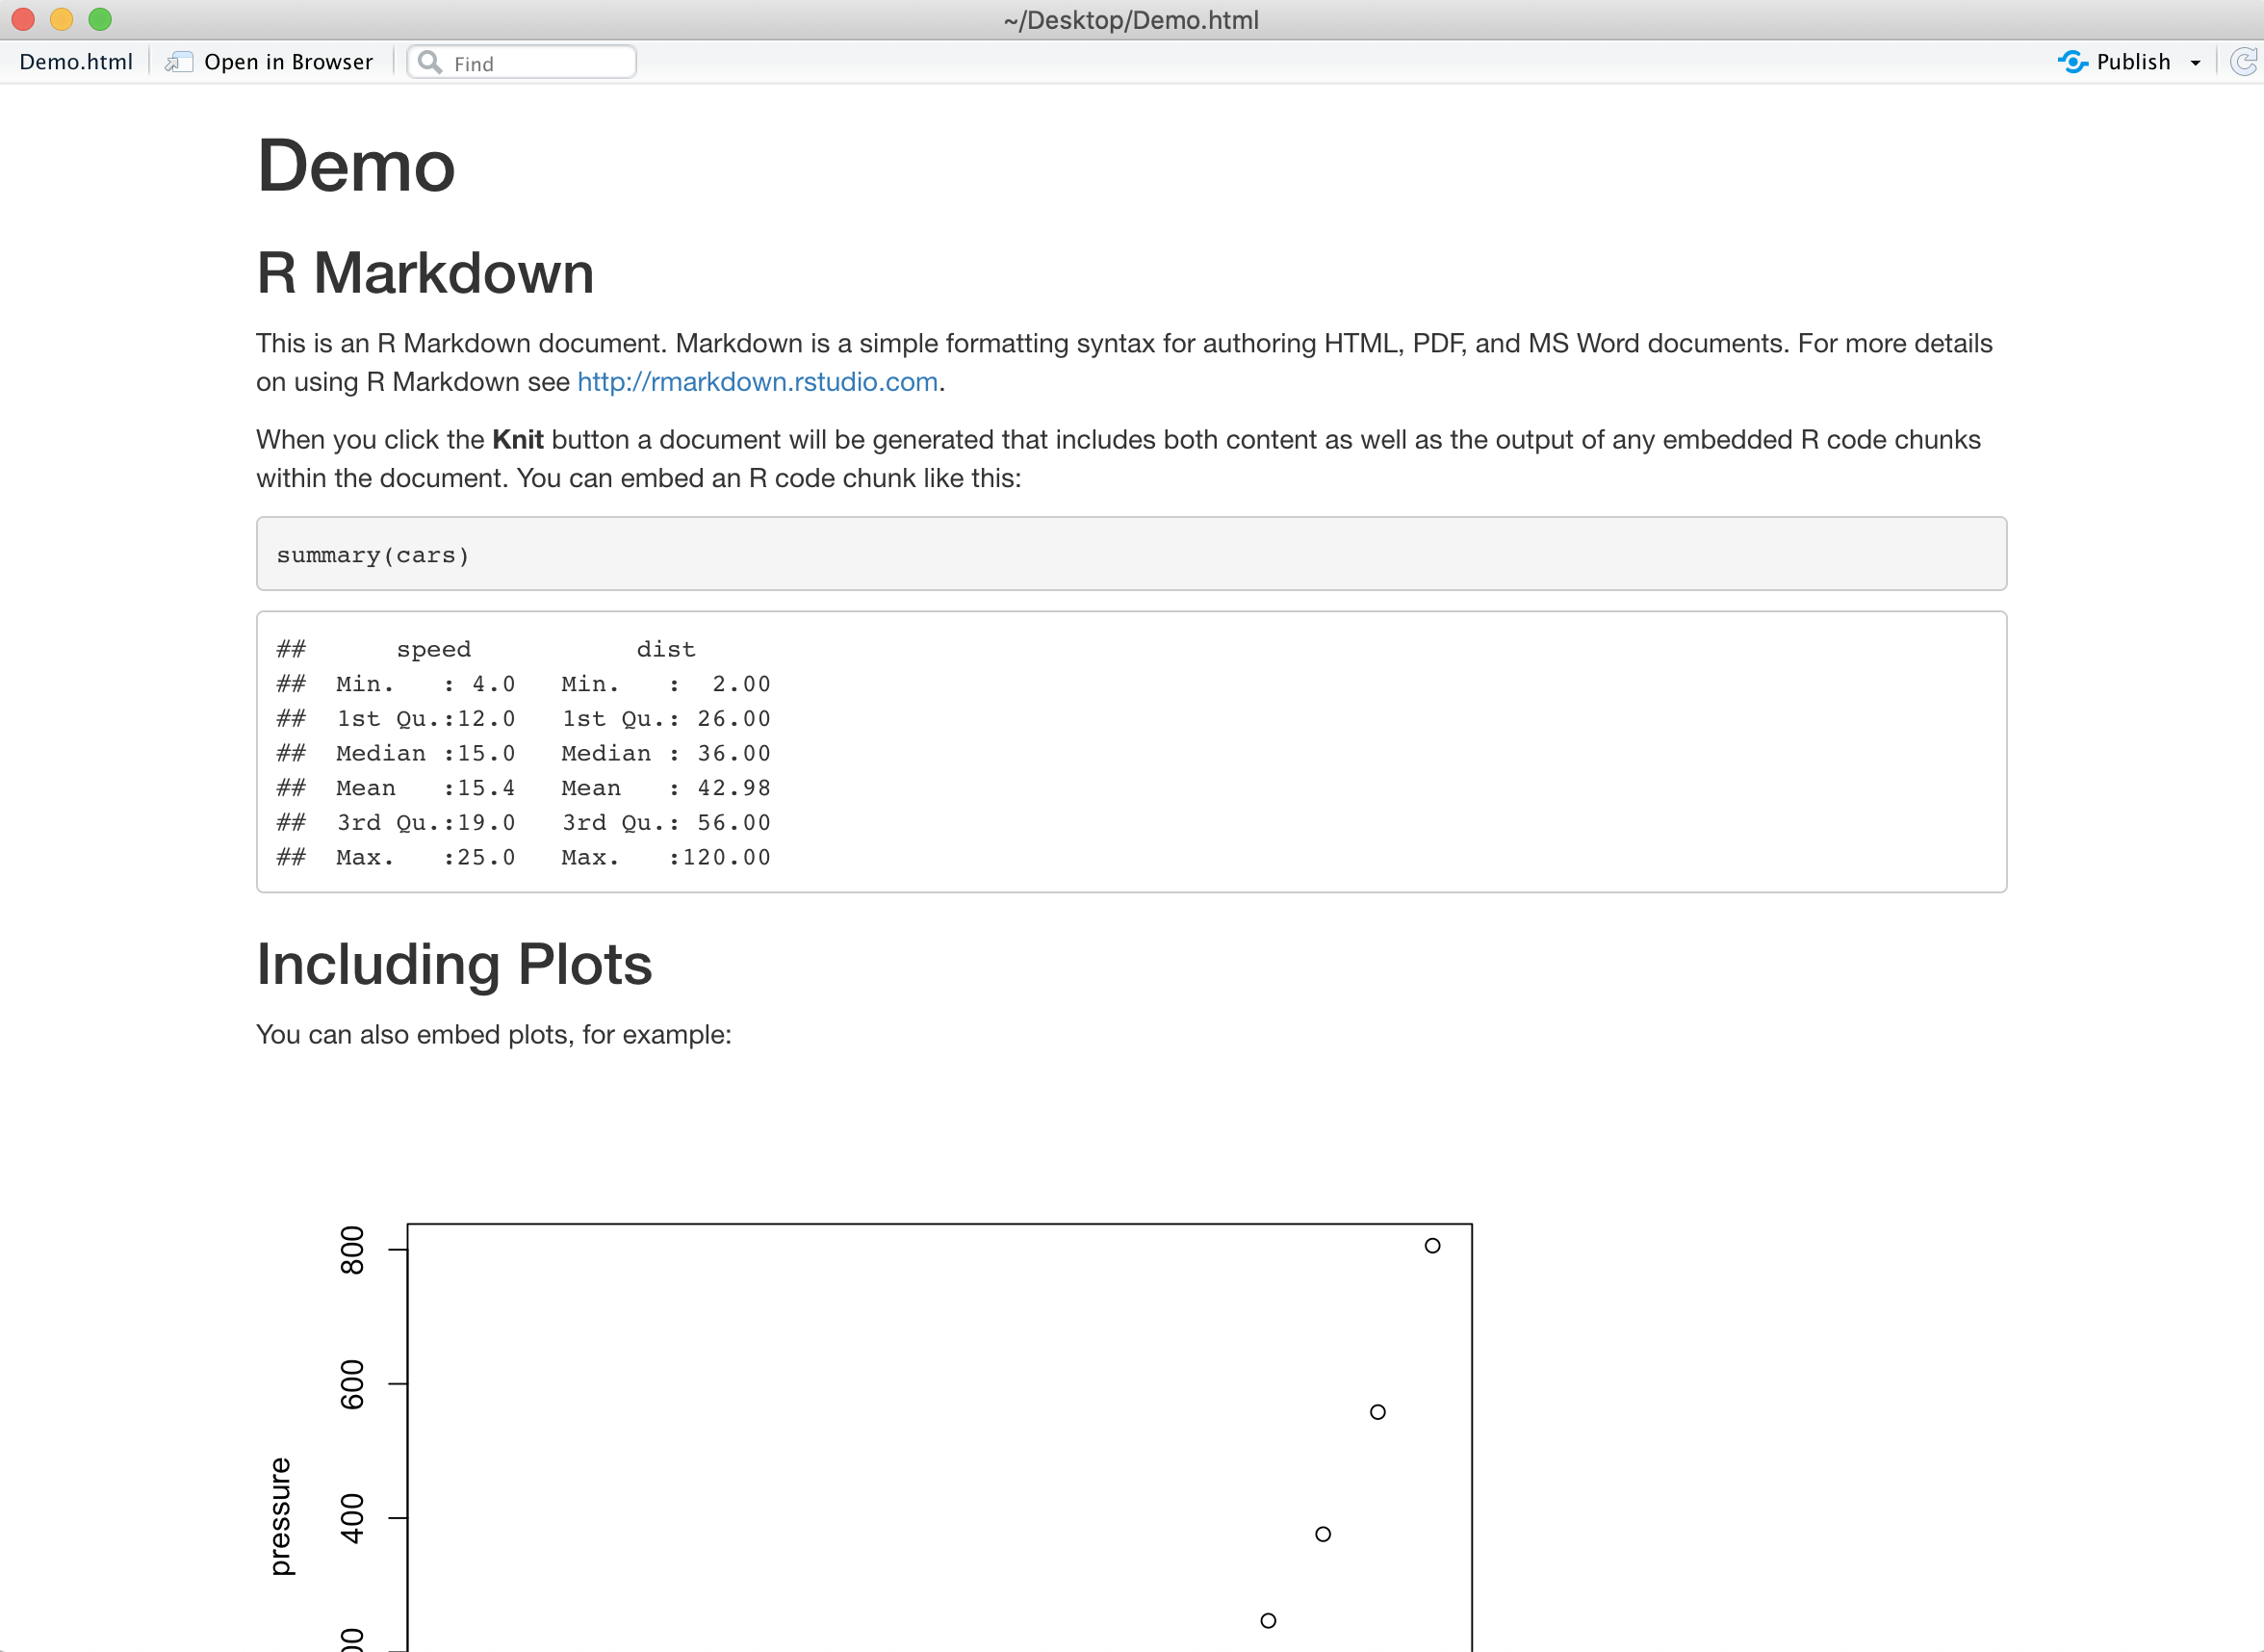 ~/Desktop/Demo.html
Demo.html Open in Browser Find Publish
Demo
R Markdown
This is an R Markdown document. Markdown is a simple formatting syntax for authoring HTML, PDF, and MS Word documents. For more details
on using R Markdown see http://rmarkdown.rstudio.com.
When you click the Knit button a document will be generated that includes both content as well as the output of any embedded R code chunks
within the document. You can embed an R code chunk like this:
summary(cars)
##      speed           dist
##  Min.   : 4.0   Min.   :  2.00
##  1st Qu.:12.0   1st Qu.: 26.00
##  Median :15.0   Median : 36.00
##  Mean   :15.4   Mean   : 42.98
##  3rd Qu.:19.0   3rd Qu.: 56.00
##  Max.   :25.0   Max.   :120.00
Including Plots
You can also embed plots, for example:
800
600
400
pressure